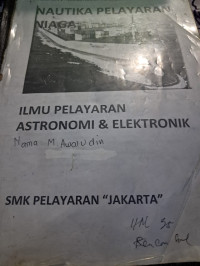 NAUTIKA PELAYARAN
NIAGA
ILMU PELAYARAN
ASTRONOMI & ELEKTRONIK
Nama M Awaludin
SMK PELAYARAN "JAKARTA"